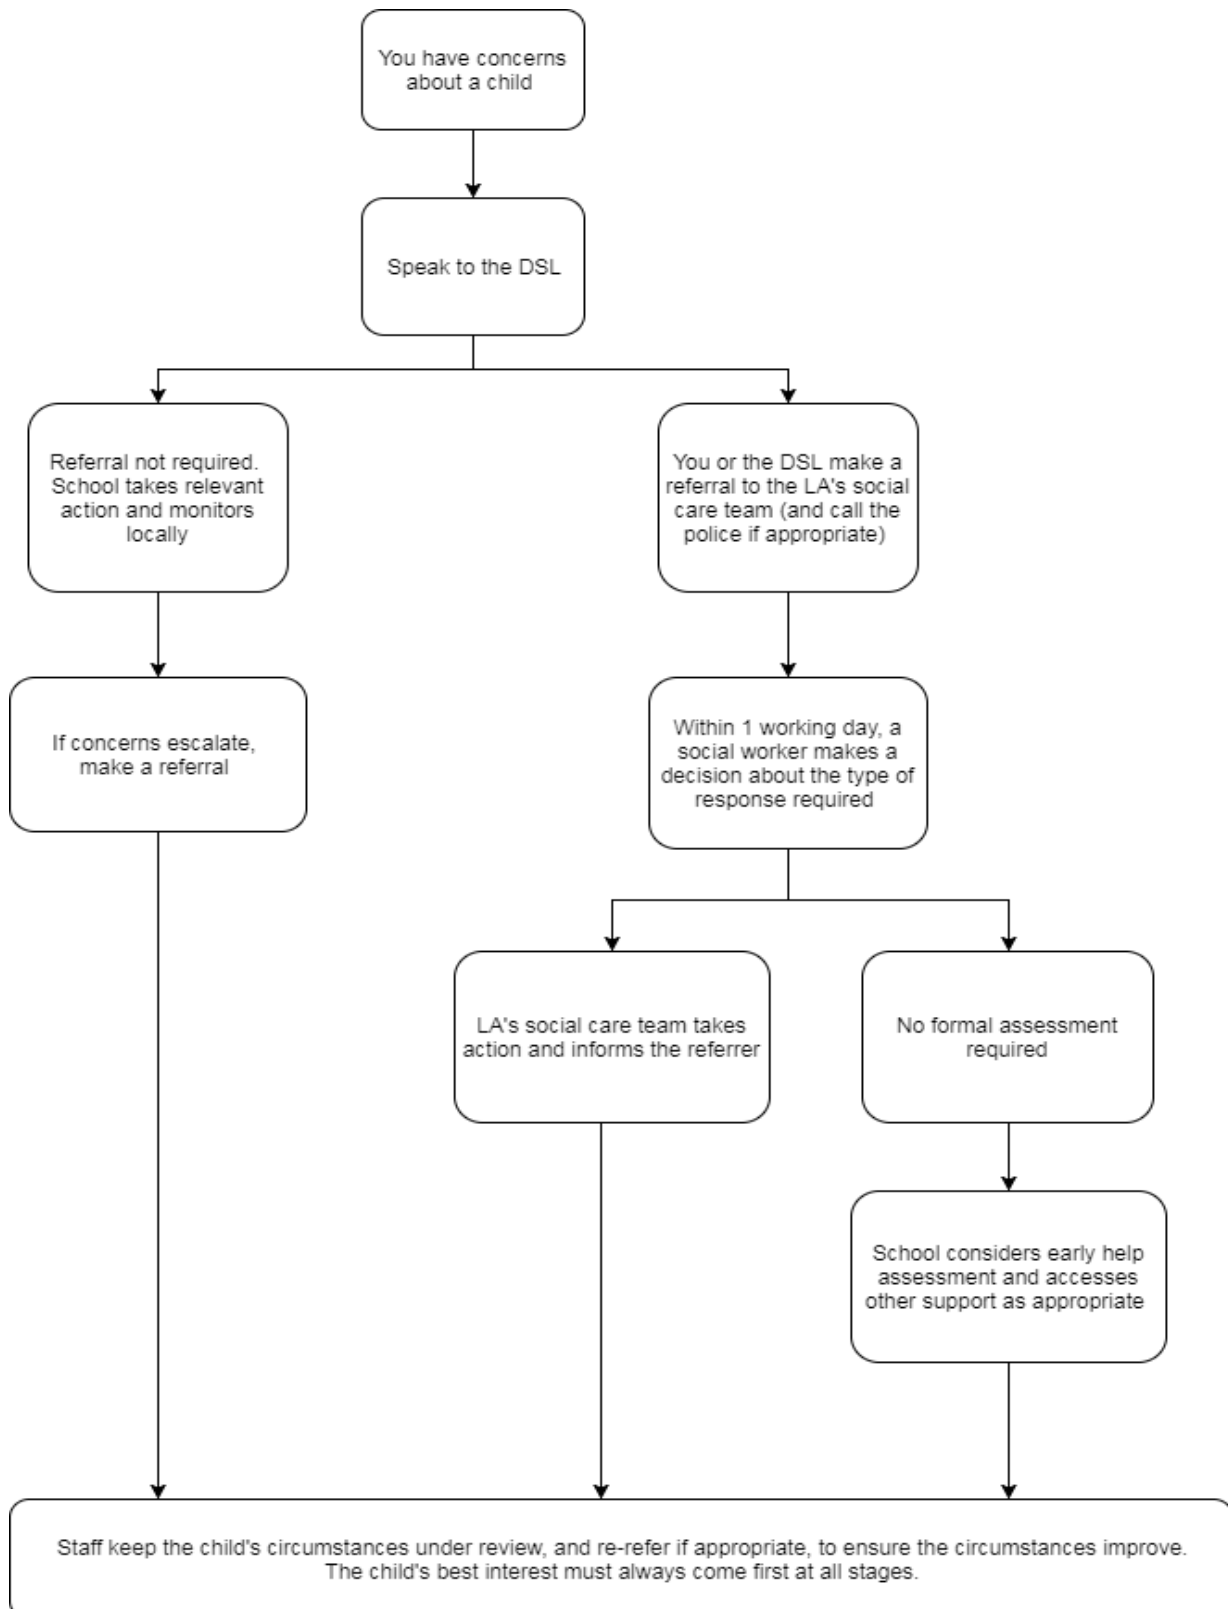 You have concerns
about a child
Speak to the DSL
Referral not required.
School takes relevant
action and monitors
locally
You or the DSL make a
referral to the LA's social
care team (and call the
police if appropriate)
If concerns escalate,
make a referral
Within 1 working day, a
social worker makes a
decision about the type of
response required
LA's social care team takes
action and informs the referrer
No formal assessment
required
School considers early help
assessment and accesses
other support as appropriate
Staff keep the child's circumstances under review, and re-refer if appropriate, to ensure the circumstances improve.
The child's best interest must always come first at all stages.